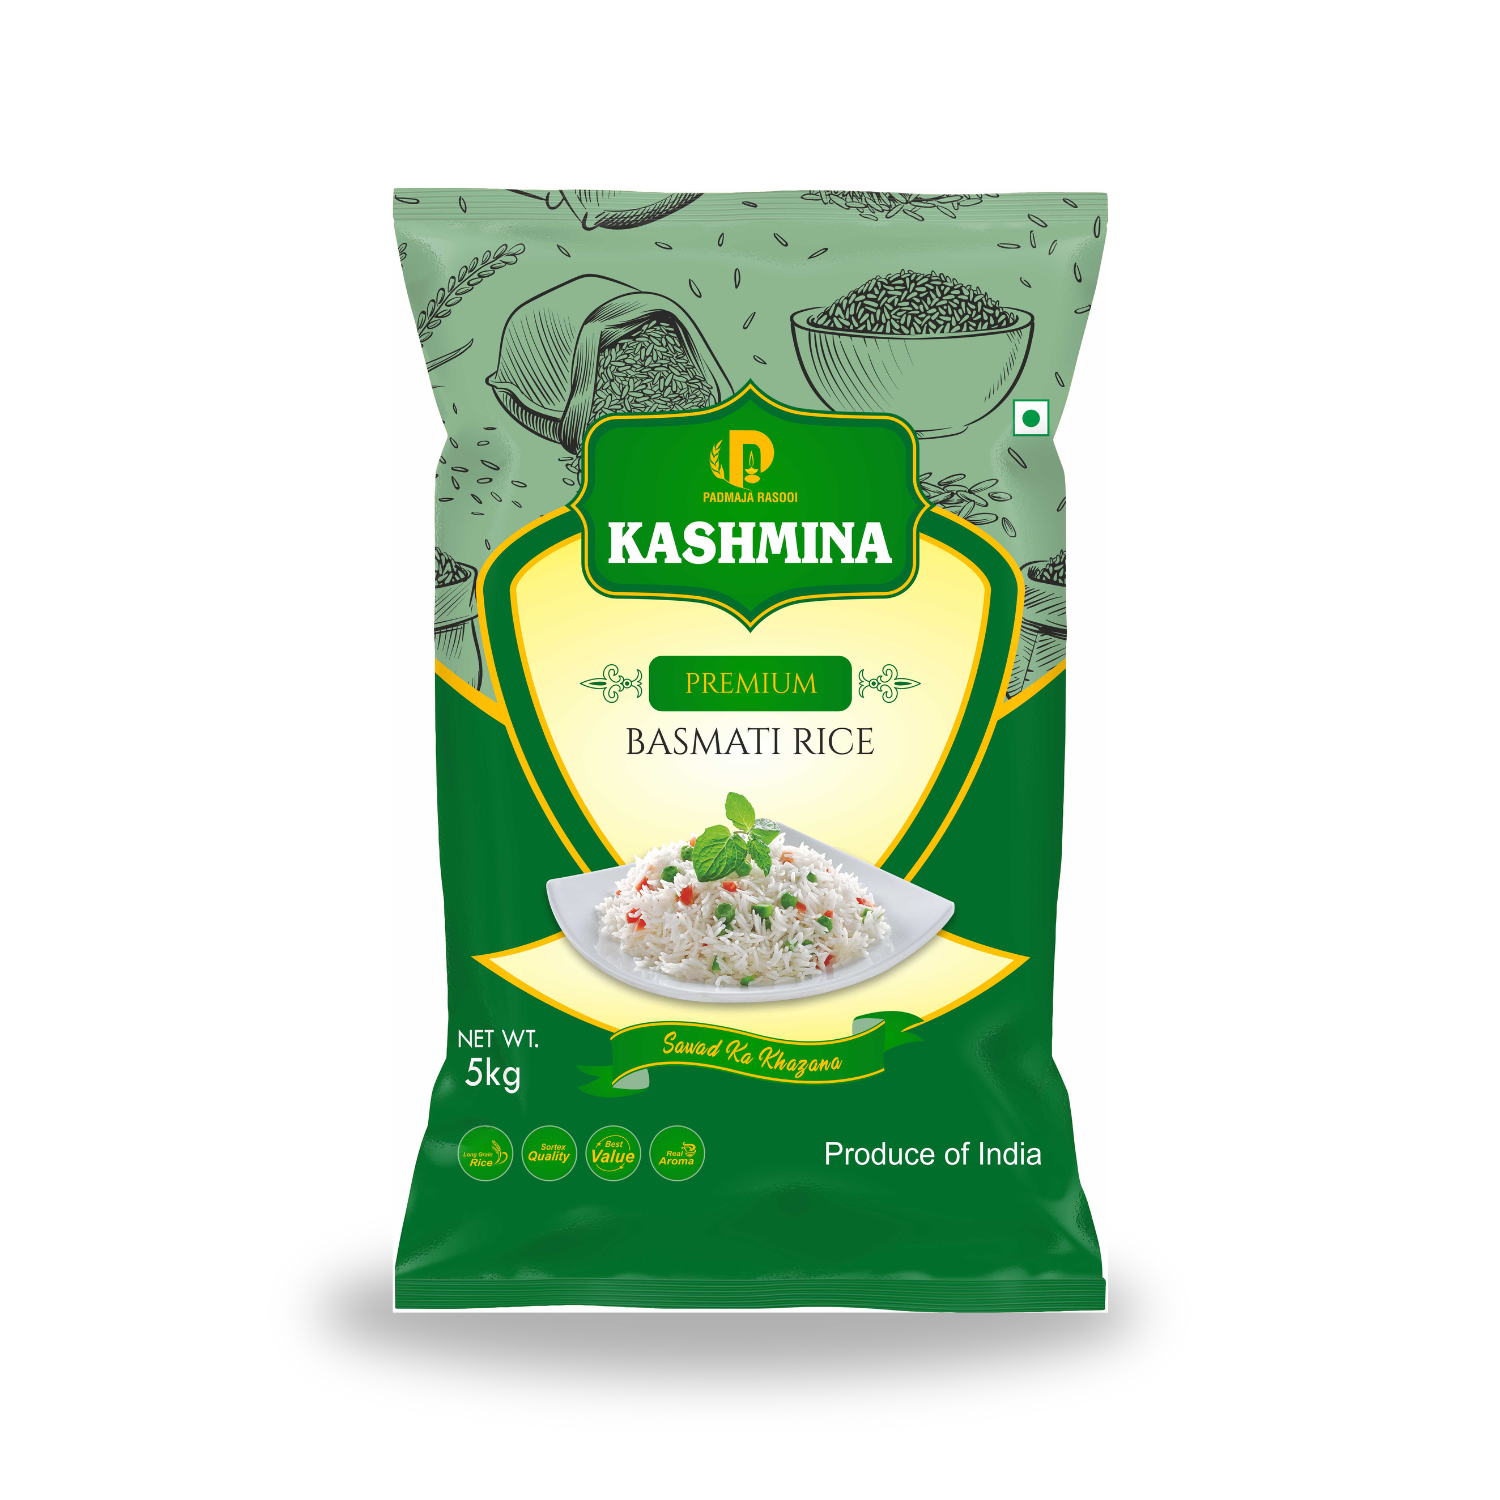 PADMAJA RASOOI
KASHMINA
PREMIUM
BASMATI RICE
Sawad Ka Khazana
NET WT.
5kg
Long Grain
Rice
Sortex
Quality
Best
Value
Real
Aroma
Produce of India